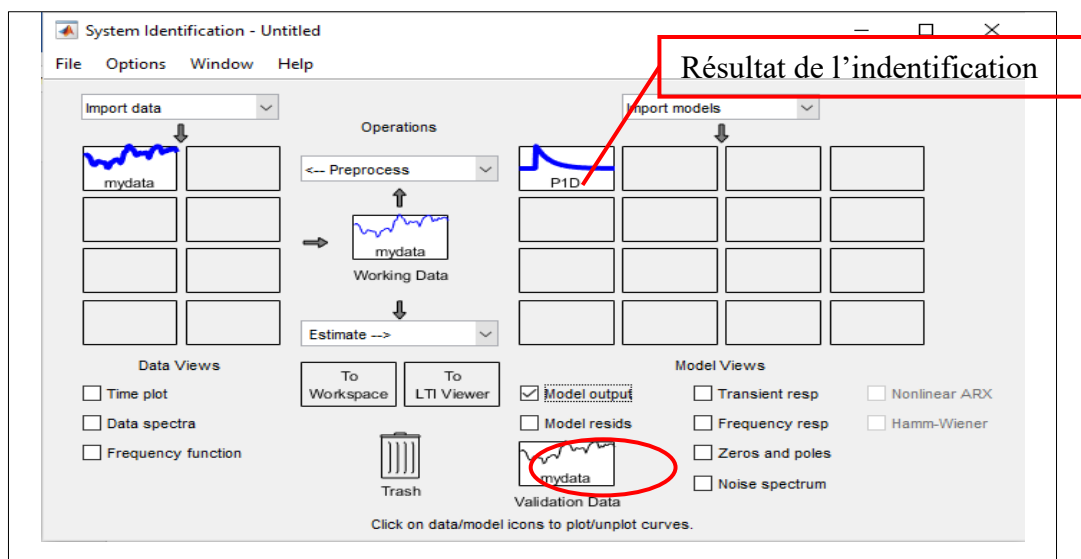 System Identification - Untitled
File Options Window Help
Résultat de l’indentification
Import data
Import models
Operations
mydata
<-- Preprocess
P1D
mydata
Working Data
Estimate -->
Data Views
Model Views
To Workspace
To LTI Viewer
Time plot
Data spectra
Frequency function
Model output
Transient resp
Nonlinear ARX
Model resids
Frequency resp
Hamm-Wiener
Zeros and poles
Noise spectrum
Trash
mydata
Validation Data
Click on data/model icons to plot/unplot curves.